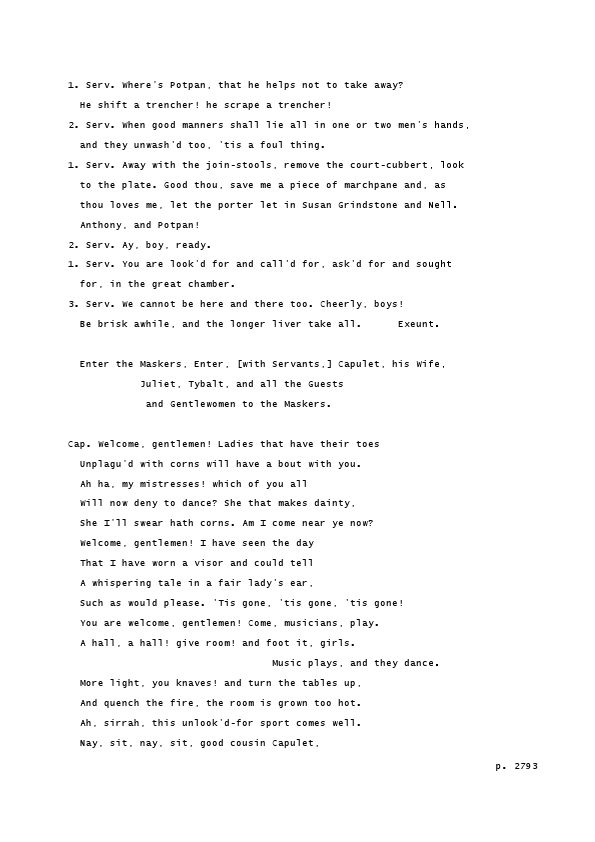 1. Serv. Where's Potpan, that he helps not to take away?
He shift a trencher! he scrape a trencher!
2. Serv. When good manners shall lie all in one or two men's hands,
and they unwash'd too, 'tis a foul thing.
1. Serv. Away with the join-stools, remove the court-cubbert, look
to the plate. Good thou, save me a piece of marchpane and, as
thou loves me, let the porter let in Susan Grindstone and Nell.
Anthony, and Potpan!
2. Serv. Ay, boy, ready.
1. Serv. You are look'd for and call'd for, ask'd for and sought
for, in the great chamber.
3. Serv. We cannot be here and there too. Cheerly, boys!
Be brisk awhile, and the longer liver take all. Exeunt.
Enter the Maskers, Enter, [with Servants,] Capulet, his Wife,
Juliet, Tybalt, and all the Guests
and Gentlewomen to the Maskers.
Cap. Welcome, gentlemen! Ladies that have their toes
Unplagu'd with corns will have a bout with you.
Ah ha, my mistresses! which of you all
Will now deny to dance? She that makes dainty,
She I'll swear hath corns. Am I come near ye now?
Welcome, gentlemen! I have seen the day
That I have worn a visor and could tell
A whispering tale in a fair lady's ear,
Such as would please. 'Tis gone, 'tis gone, 'tis gone!
You are welcome, gentlemen! Come, musicians, play.
A hall, a hall! give room! and foot it, girls.
Music plays, and they dance.
More light, you knaves! and turn the tables up,
And quench the fire, the room is grown too hot.
Ah, sirrah, this unlook'd-for sport comes well.
Nay, sit, nay, sit, good cousin Capulet,
p. 2793